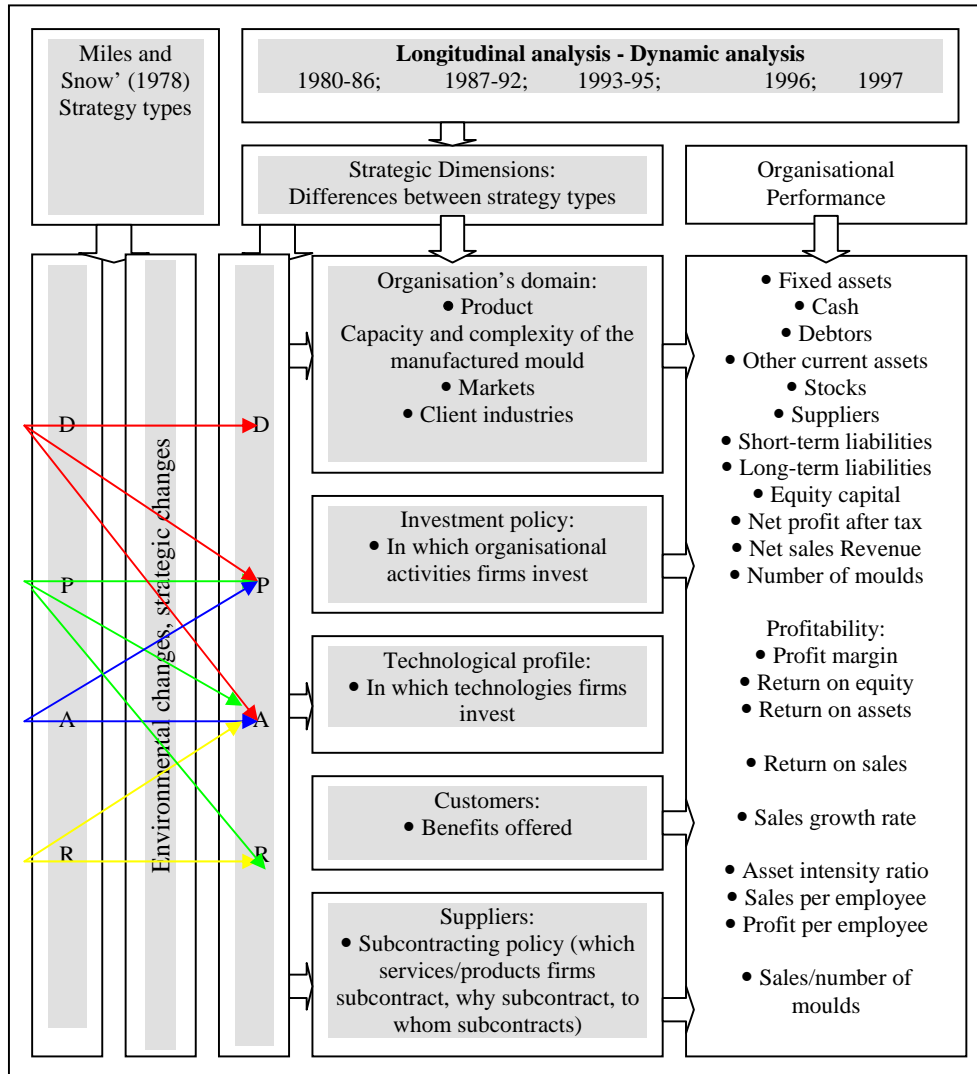 Miles and
Snow’ (1978)
Strategy types
Longitudinal analysis - Dynamic analysis
1980-86; 1987-92; 1993-95; 1996; 1997
Strategic Dimensions:
Differences between strategy types
Organisational
Performance
D
P
A
R
Environmental changes, strategic changes
D
P
A
R
Organisation’s domain:
• Product
Capacity and complexity of the
manufactured mould
• Markets
• Client industries
Investment policy:
• In which organisational
activities firms invest
Technological profile:
• In which technologies firms
invest
Customers:
• Benefits offered
Suppliers:
• Subcontracting policy (which
services/products firms
subcontract, why subcontract, to
whom subcontracts)
• Fixed assets
• Cash
• Debtors
• Other current assets
• Stocks
• Suppliers
• Short-term liabilities
• Long-term liabilities
• Equity capital
• Net profit after tax
• Net sales Revenue
• Number of moulds
Profitability:
• Profit margin
• Return on equity
• Return on assets
• Return on sales
• Sales growth rate
• Asset intensity ratio
• Sales per employee
• Profit per employee
• Sales/number of
moulds